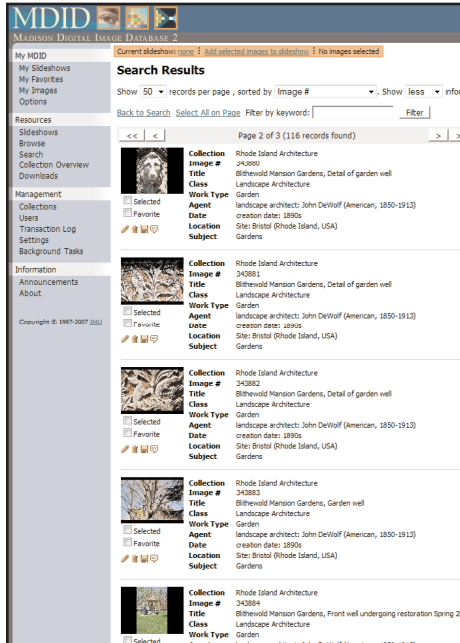 MDID
MADISON DIGITAL IMAGE DATABASE 2
My MDID
My Slideshows
My Favorites
My Images
Options
Resources
Slideshows
Browse
Search
Collection Overview
Downloads
Management
Collections
Users
Transaction Log
Settings
Background Tasks
Information
Announcements
About
Copyright © 1997-2007 JMU
Current slideshow: none Add selected images to slideshow No images selected
Search Results
Show 50 records per page , sorted by Image # . Show less infor
Back to Search Select All on Page Filter by keyword: Filter
<< < Page 2 of 3 (116 records found) > >
Collection Rhode Island Architecture
Image # 343880
Title Blithewold Mansion Gardens, Detail of garden well
Class Landscape Architecture
Work Type Garden
Agent landscape architect: John DeWolf (American, 1850-1913)
Date creation date: 1890s
Location Site: Bristol (Rhode Island, USA)
Subject Gardens
Selected
Favorite
Collection Rhode Island Architecture
Image # 343881
Title Blithewold Mansion Gardens, Detail of garden well
Class Landscape Architecture
Work Type Garden
Agent landscape architect: John DeWolf (American, 1850-1913)
Date creation date: 1890s
Location Site: Bristol (Rhode Island, USA)
Subject Gardens
Selected
Favorite
Collection Rhode Island Architecture
Image # 343882
Title Blithewold Mansion Gardens, Detail of garden well
Class Landscape Architecture
Work Type Garden
Agent landscape architect: John DeWolf (American, 1850-1913)
Date creation date: 1890s
Location Site: Bristol (Rhode Island, USA)
Subject Gardens
Selected
Favorite
Collection Rhode Island Architecture
Image # 343883
Title Blithewold Mansion Gardens, Garden well
Class Landscape Architecture
Work Type Garden
Agent landscape architect: John DeWolf (American, 1850-1913)
Date creation date: 1890s
Location Site: Bristol (Rhode Island, USA)
Subject Gardens
Selected
Favorite
Collection Rhode Island Architecture
Image # 343884
Title Blithewold Mansion Gardens, Front well undergoing restoration Spring 2
Class Landscape Architecture
Work Type Garden
Selected